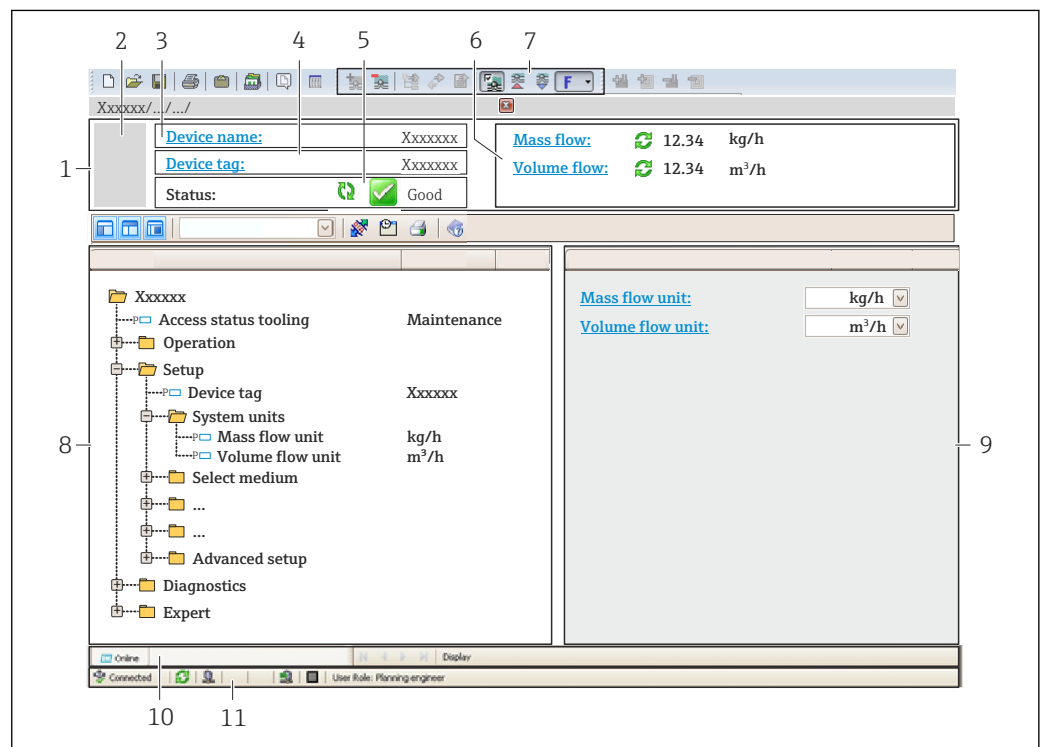 2 3 4 5 6 7
F
Xxxxxx/.../.../
1
Device name: Xxxxxxx
Device tag: Xxxxxxx
Status: Good
Mass flow: 12.34 kg/h
Volume flow: 12.34 m³/h
Xxxxxx
P Access status tooling Maintenance
Operation
Setup
P Device tag Xxxxxx
System units
P Mass flow unit kg/h
P Volume flow unit m³/h
Select medium
...
...
Advanced setup
Diagnostics
Expert
Mass flow unit: kg/h
Volume flow unit: m³/h
8
9
Online Display
Connected User Role: Planning engineer
10 11